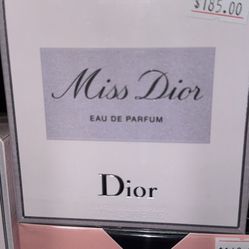 $185.00
Miss Dior
EAU DE PARFUM
Dior